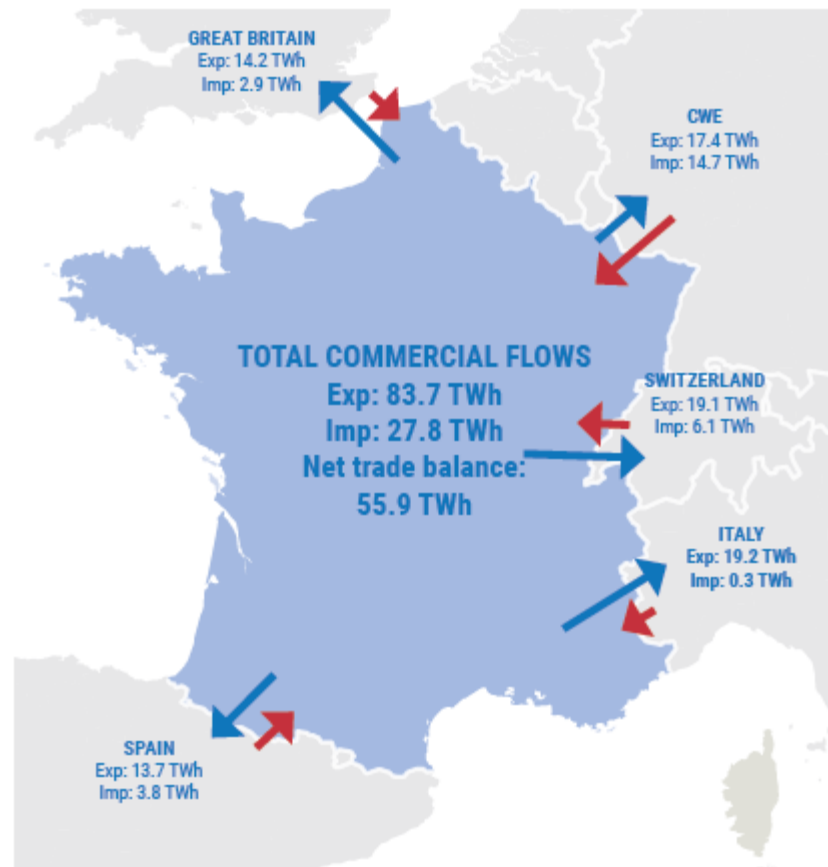 GREAT BRITAIN
Exp: 14.2 TWh
Imp: 2.9 TWh
CWE
Exp: 17.4 TWh
Imp: 14.7 TWh
TOTAL COMMERCIAL FLOWS
Exp: 83.7 TWh
Imp: 27.8 TWh
Net trade balance:
55.9 TWh
SWITZERLAND
Exp: 19.1 TWh
Imp: 6.1 TWh
ITALY
Exp: 19.2 TWh
Imp: 0.3 TWh
SPAIN
Exp: 13.7 TWh
Imp: 3.8 TWh